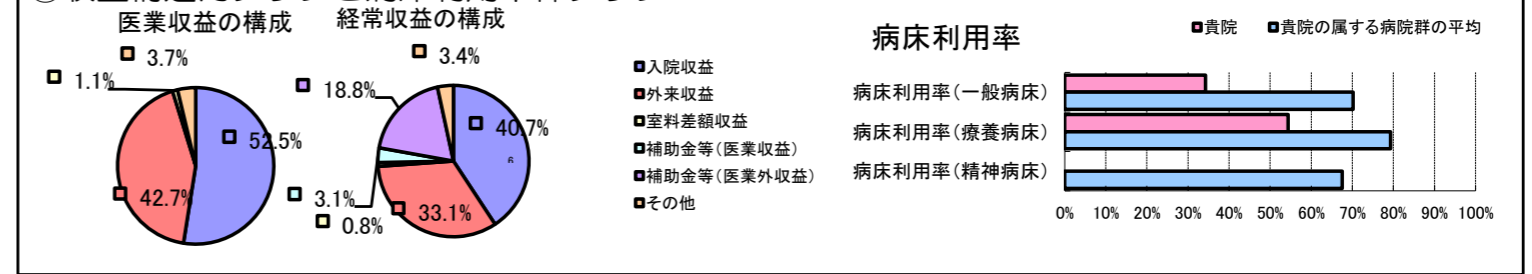 医業収益の構成
3.7%
1.1%
52.5%
42.7%
経常収益の構成
3.4%
18.8%
40.7%
6
3.1%
0.8%
33.1%
入院収益
外来収益
室料差額収益
補助金等(医業収益)
補助金等(医業外収益)
その他
病床利用率
貴院 貴院の属する病院群の平均
病床利用率(一般病床)
病床利用率(療養病床)
病床利用率(精神病床)
0% 10% 20% 30% 40% 50% 60% 70% 80% 90% 100%